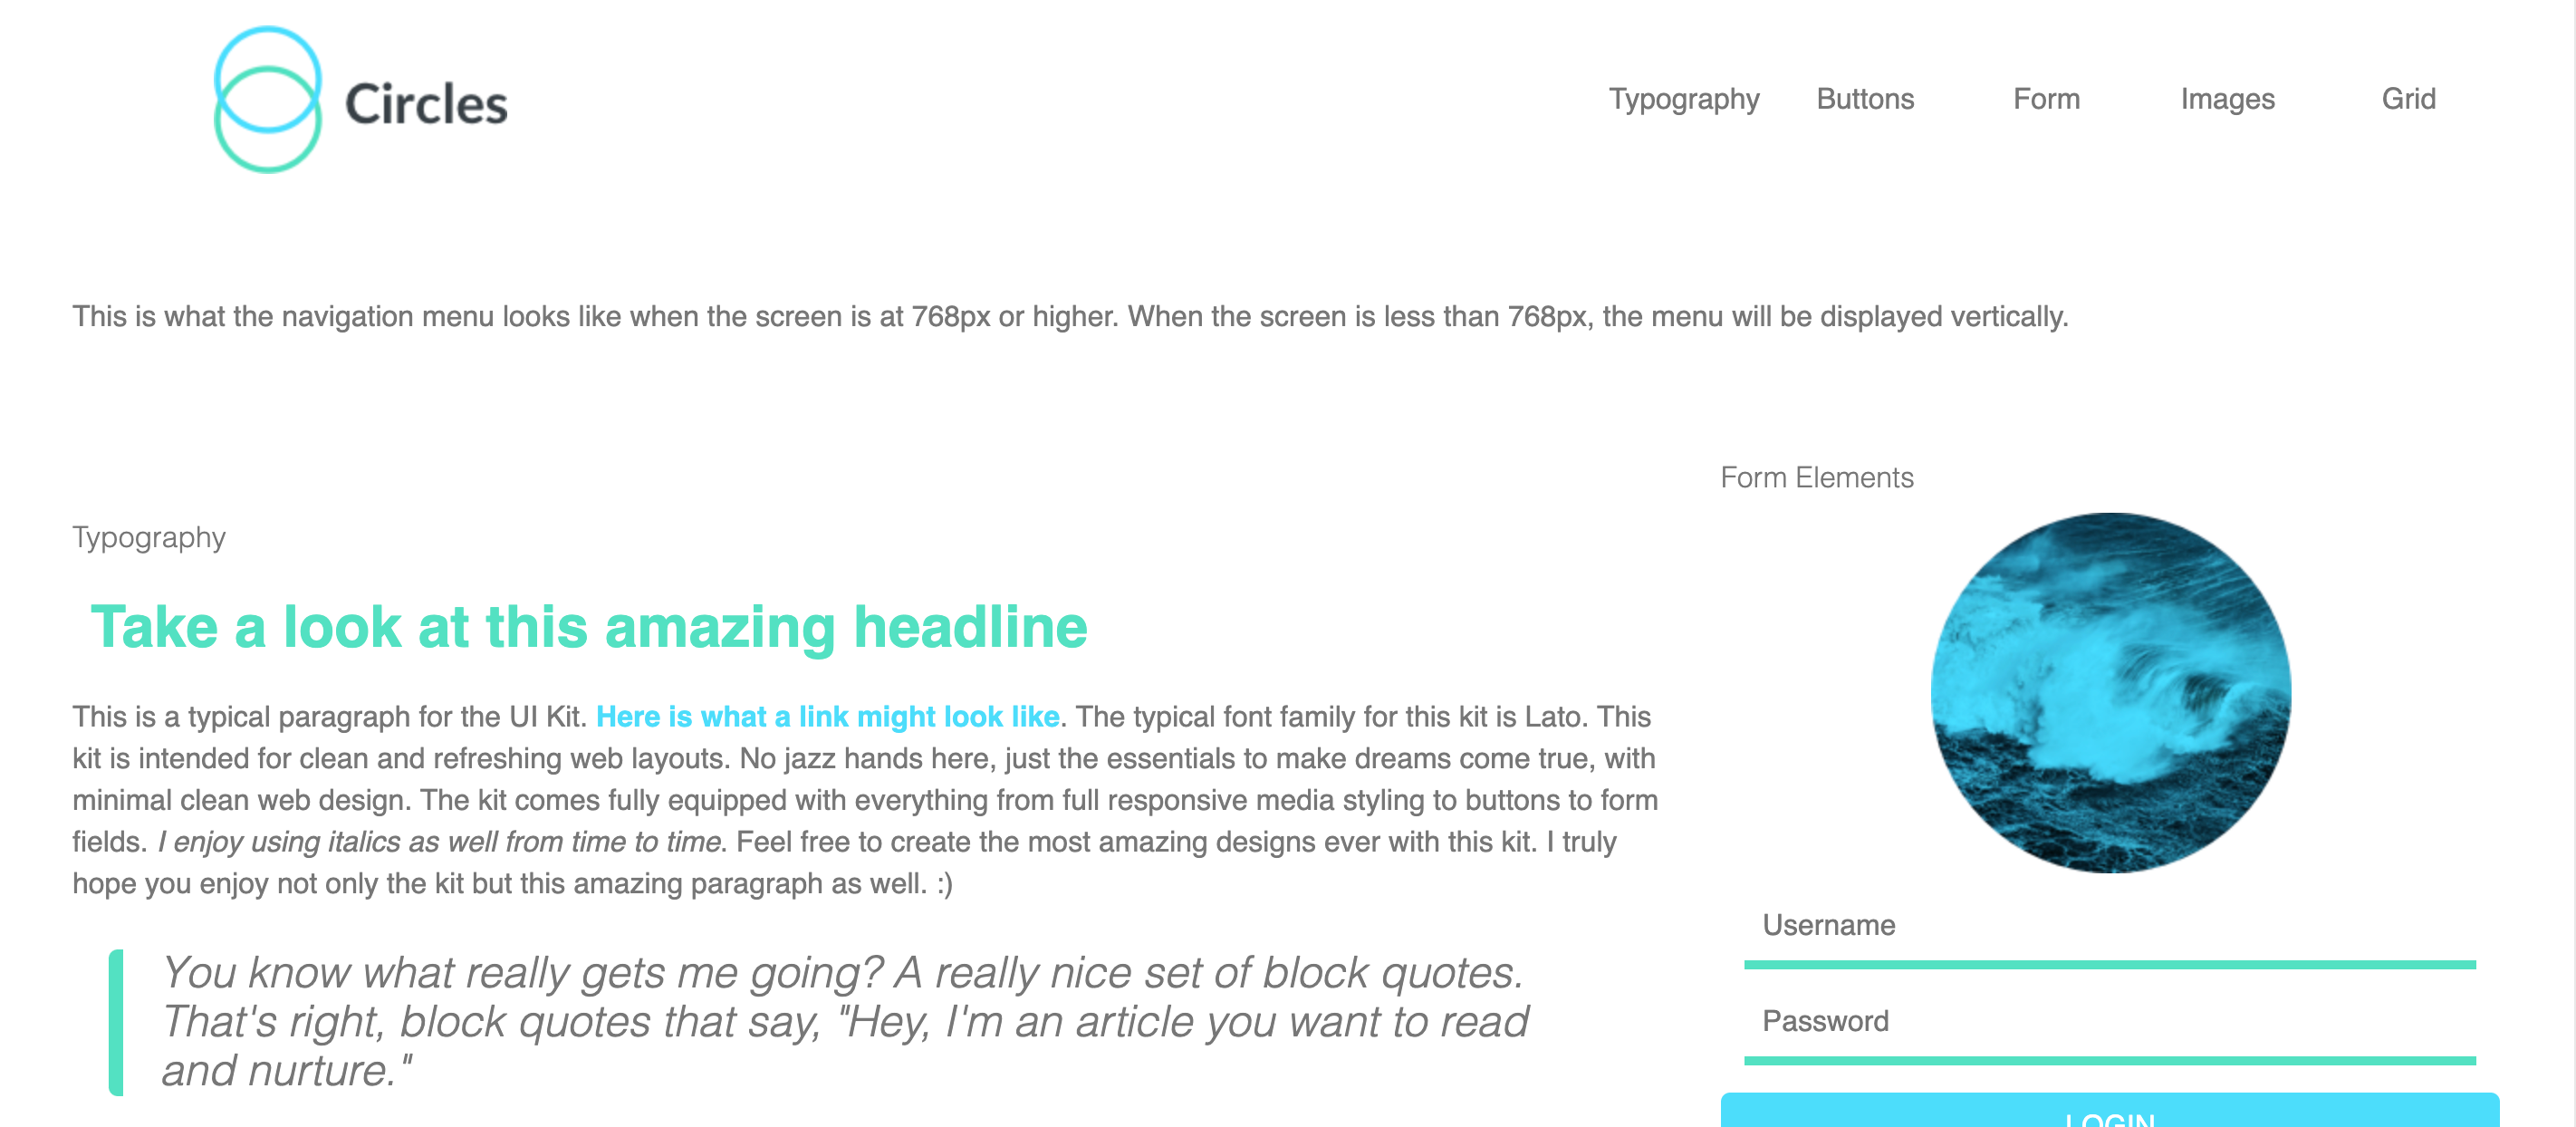 Circles
Typography Buttons Form Images Grid
This is what the navigation menu looks like when the screen is at 768px or higher. When the screen is less than 768px, the menu will be displayed vertically.
Typography
Take a look at this amazing headline
This is a typical paragraph for the UI Kit. Here is what a link might look like. The typical font family for this kit is Lato. This
kit is intended for clean and refreshing web layouts. No jazz hands here, just the essentials to make dreams come true, with
minimal clean web design. The kit comes fully equipped with everything from full responsive media styling to buttons to form
fields. I enjoy using italics as well from time to time. Feel free to create the most amazing designs ever with this kit. I truly
hope you enjoy not only the kit but this amazing paragraph as well. :)
You know what really gets me going? A really nice set of block quotes.
That's right, block quotes that say, "Hey, I'm an article you want to read
and nurture."
Form Elements
Username
Password
LOGIN